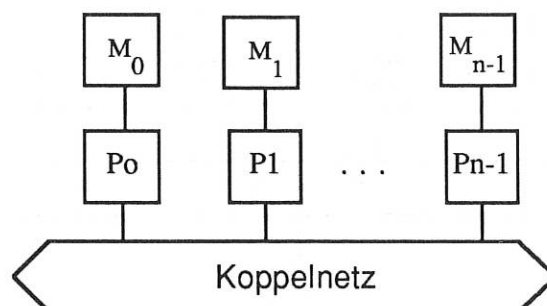 M0 M1 Mn-1
Po P1 . . . Pn-1
Koppelnetz